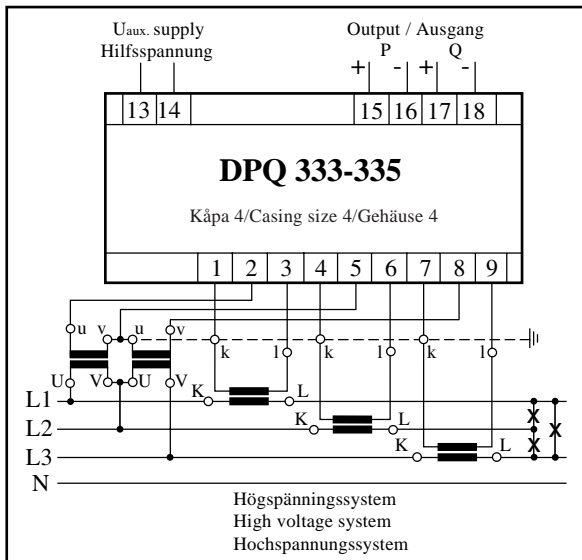 Uaux. supply Output / Ausgang
Hilfsspannung P Q
+ - + -
13 14 15 16 17 18
DPQ 333-335
Kåpa 4/Casing size 4/Gehäuse 4
1 2 3 4 5 6 7 8 9
u v u v
k l k l k l
U V U V
K L
L1
K L
L2
K L
L3
N
X X X
Högspänningssystem
High voltage system
Hochspannungssystem